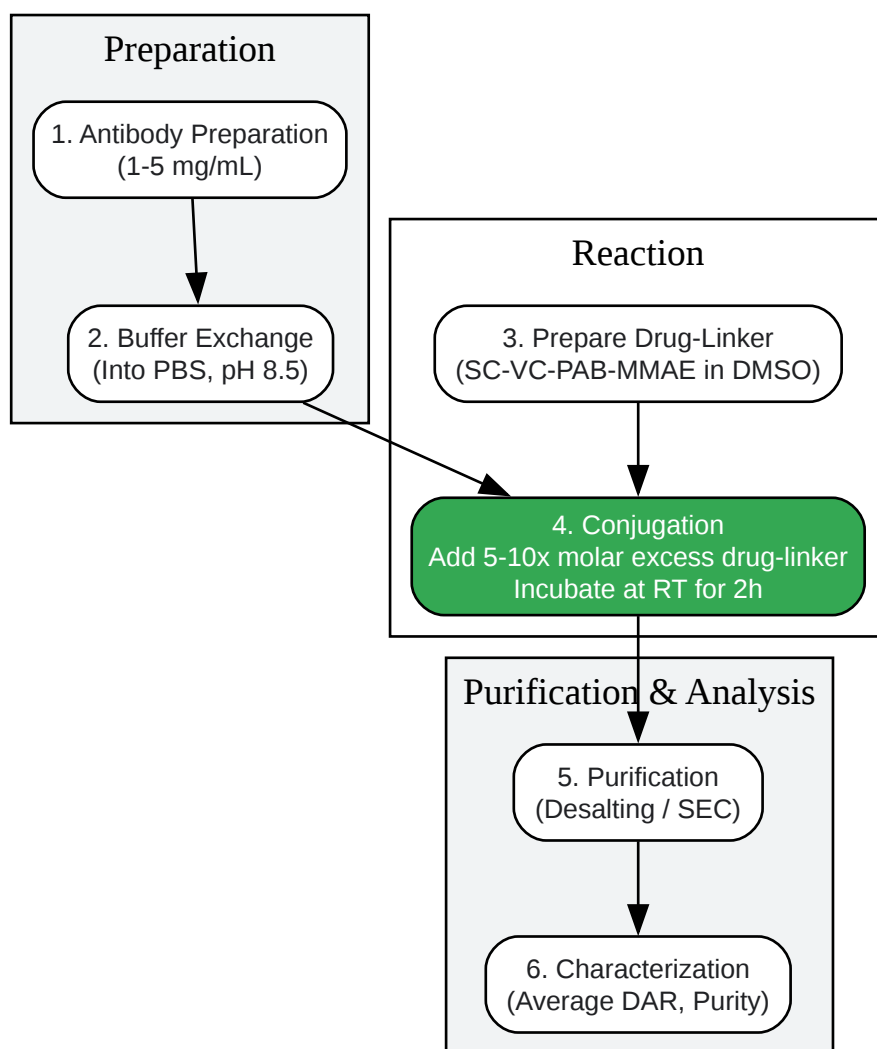 Preparation
1. Antibody Preparation
(1-5 mg/mL)
2. Buffer Exchange
(Into PBS, pH 8.5)
Reaction
3. Prepare Drug-Linker
(SC-VC-PAB-MMAE in DMSO)
4. Conjugation
Add 5-10x molar excess drug-linker
Incubate at RT for 2h
Purification & Analysis
5. Purification
(Desalting / SEC)
6. Characterization
(Average DAR, Purity)